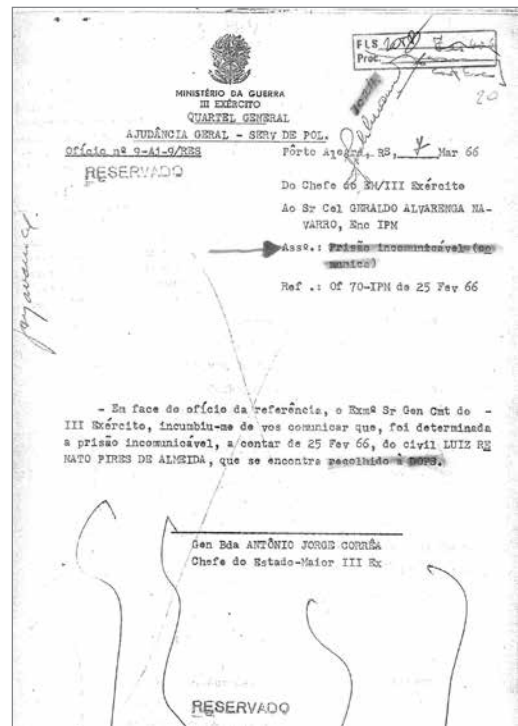 FLS
Proc.
20
MINISTÉRIO DA GUERRA
III EXÉRCITO
QUARTEL GENERAL
AJUDÂNCIA GERAL - SERV DE POL.
Ofício nº 9-A1-9/RES
Pôrto Alegre, RS, Mar 66
RESERVADO
Do Chefe do EM/III Exército
Ao Sr Cel GERALDO ALVARENGA NA-
VARRO, Enc IPM
Assº.: Prisão incomunicável (co
munica)
Ref .: Of 70-IPM de 25 Fev 66
- Em face do ofício da referência, o Exmº Sr Gen Cmt do -
III Exército, incumbiu-me de vos comunicar que, foi determinada
a prisão incomunicável, a contar de 25 Fev 66, do civil LUIZ RE
NATO PIRES DE ALMEIDA, que se encontra recolhido à DOPS.
Gen Bda ANTÔNIO JORGE CORRÊA
Chefe do Estado-Maior III Ex
RESERVADO